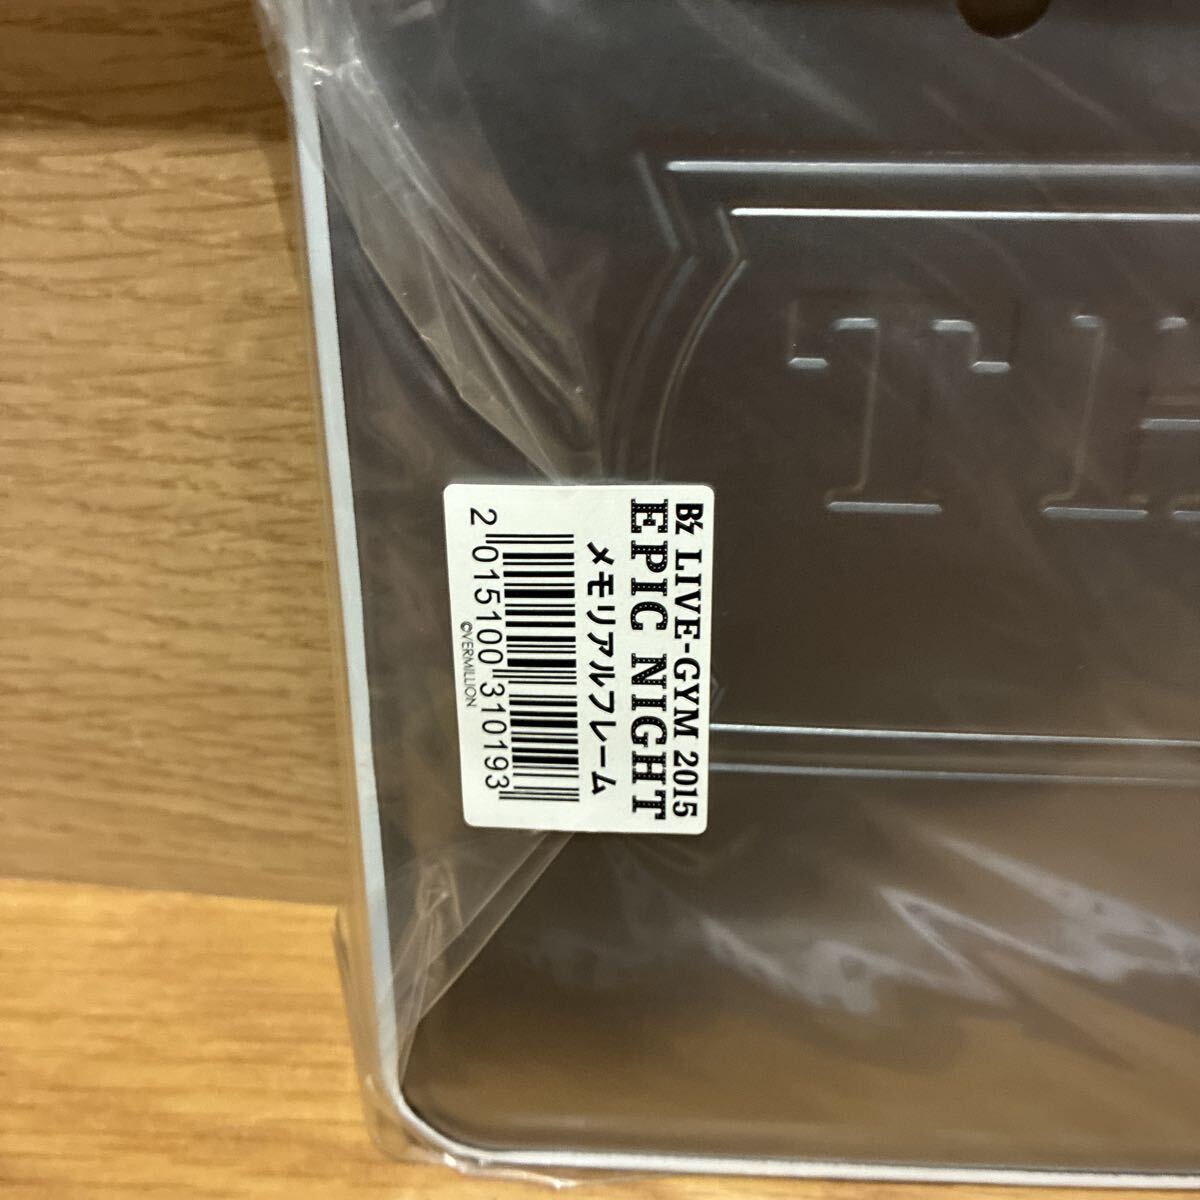 B'z LIVE-GYM 2015
EPIC NIGHT
メモリアルフレーム
2 015100 310193
©VERMILLION